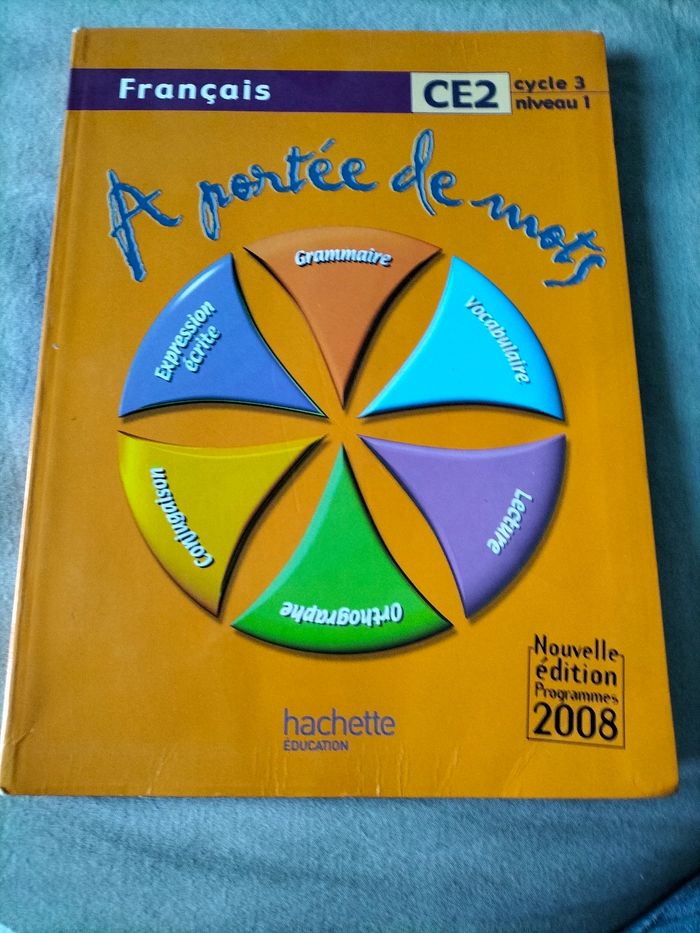 Français
CE2
cycle 3
niveau 1
A portée de mots
Grammaire
Vocabulaire
Lecture
Orthographe
Conjugaison
Expression
écrite
Nouvelle
édition
Programmes
2008
hachette
ÉDUCATION